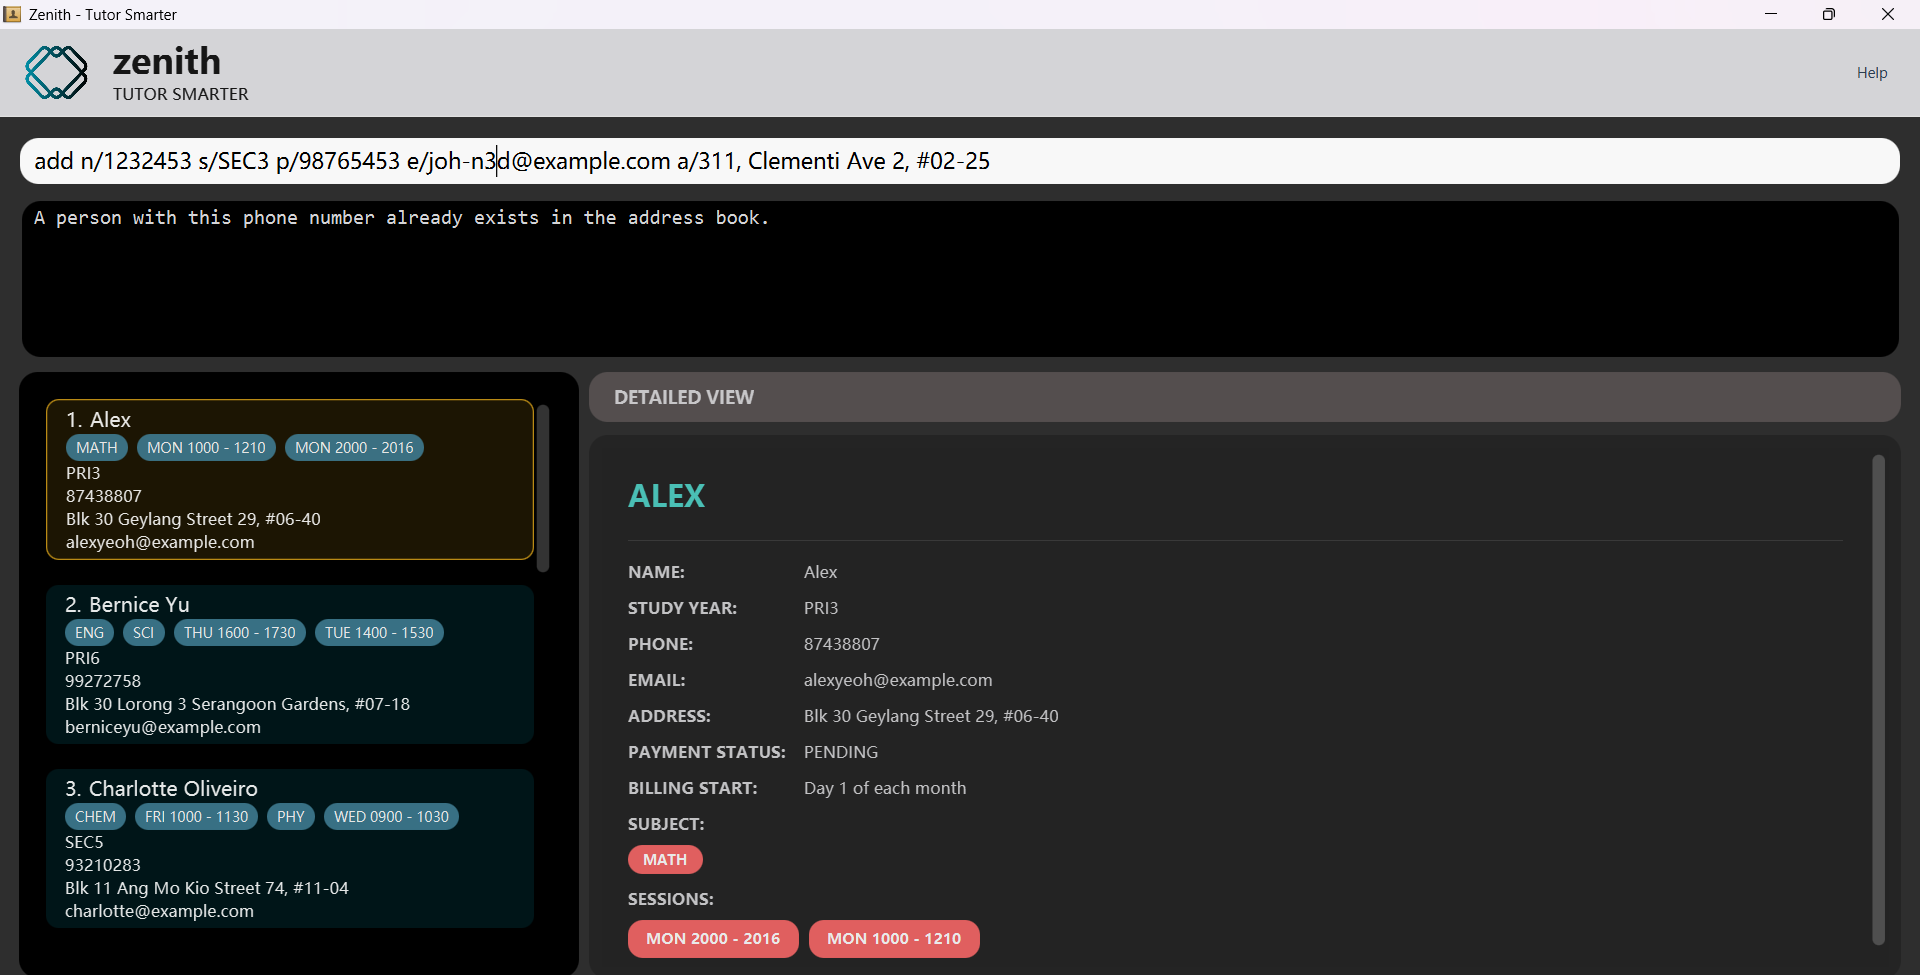 Zenith - Tutor Smarter
zenith
TUTOR SMARTER
Help
add n/1232453 s/SEC3 p/98765453 e/joh-n3d@example.com a/311, Clementi Ave 2, #02-25
A person with this phone number already exists in the address book.
1. Alex
MATH MON 1000 - 1210 MON 2000 - 2016
PRI3
87438807
Blk 30 Geylang Street 29, #06-40
alexyeoh@example.com
2. Bernice Yu
ENG SCI THU 1600 - 1730 TUE 1400 - 1530
PRI6
99272758
Blk 30 Lorong 3 Serangoon Gardens, #07-18
berniceyu@example.com
3. Charlotte Oliveiro
CHEM FRI 1000 - 1130 PHY WED 0900 - 1030
SEC5
93210283
Blk 11 Ang Mo Kio Street 74, #11-04
charlotte@example.com
DETAILED VIEW
ALEX
NAME: Alex
STUDY YEAR: PRI3
PHONE: 87438807
EMAIL: alexyeoh@example.com
ADDRESS: Blk 30 Geylang Street 29, #06-40
PAYMENT STATUS: PENDING
BILLING START: Day 1 of each month
SUBJECT:
MATH
SESSIONS:
MON 2000 - 2016 MON 1000 - 1210